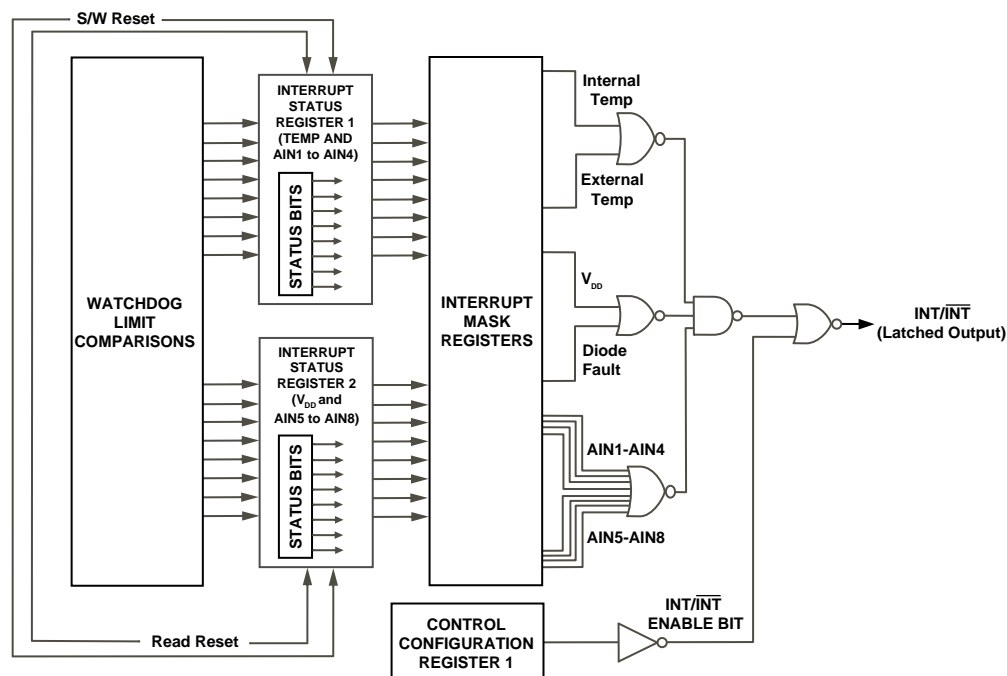 S/W Reset
WATCHDOG
LIMIT
COMPARISONS
INTERRUPT
STATUS
REGISTER 1
(TEMP AND
AIN1 to AIN4)
STATUS BITS
INTERRUPT
STATUS
REGISTER 2
(VDD and
AIN5 to AIN8)
STATUS BITS
Read Reset
INTERRUPT
MASK
REGISTERS
Internal
Temp
External
Temp
VDD
Diode
Fault
AIN1-AIN4
AIN5-AIN8
CONTROL
CONFIGURATION
REGISTER 1
INT/I̅N̅T̅
ENABLE BIT
INT/I̅N̅T̅
(Latched Output)